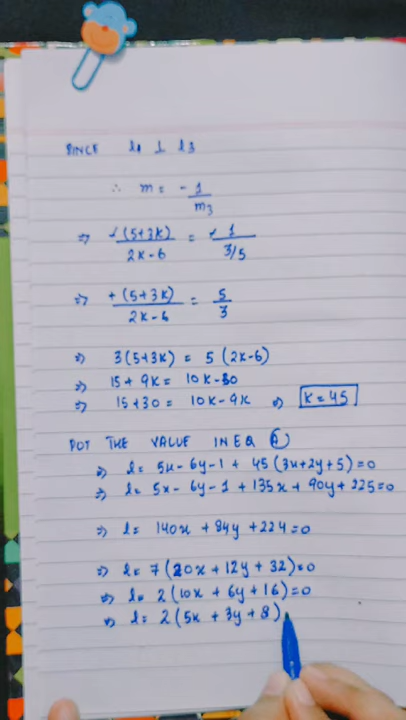 SINCE l1 ⊥ l3
∴ m = - 1/m3
⇒ -(5+3k)/(2k-6) = - 1/(3/5)
⇒ +(5+3k)/(2k-6) = 5/3
⇒ 3(5+3k) = 5(2k-6)
⇒ 15+9k = 10k-30
⇒ 15+30 = 10k-9k ⇒ k=45
PUT THE VALUE IN EQ A
⇒ l= 5x-6y-1 + 45(3x+2y+5)=0
⇒ l= 5x-6y-1+135x+90y+225=0
⇒ l= 140x + 84y +224=0
⇒ l= 7(20x+12y+32)=0
⇒ l= 2(10x + 6y+16)=0
⇒ l= 2(5x + 3y+8)